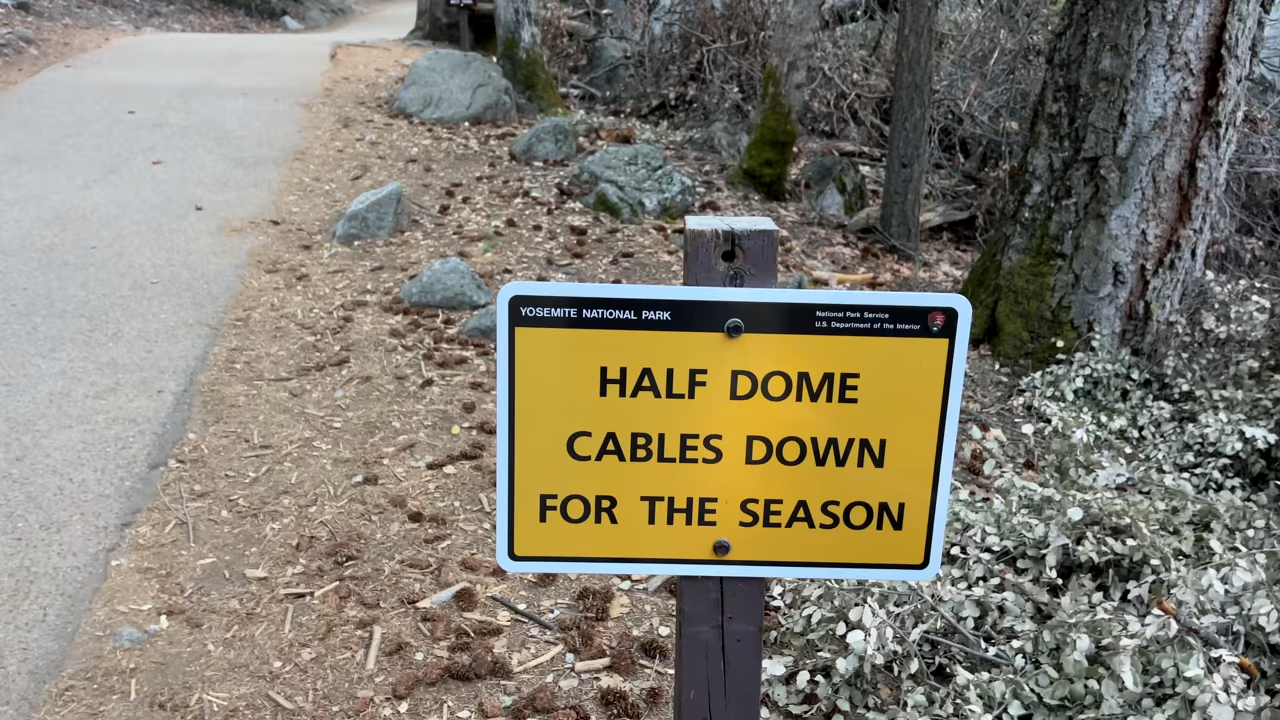 YOSEMITE NATIONAL PARK
National Park Service
U.S. Department of the Interior
HALF DOME
CABLES DOWN
FOR THE SEASON